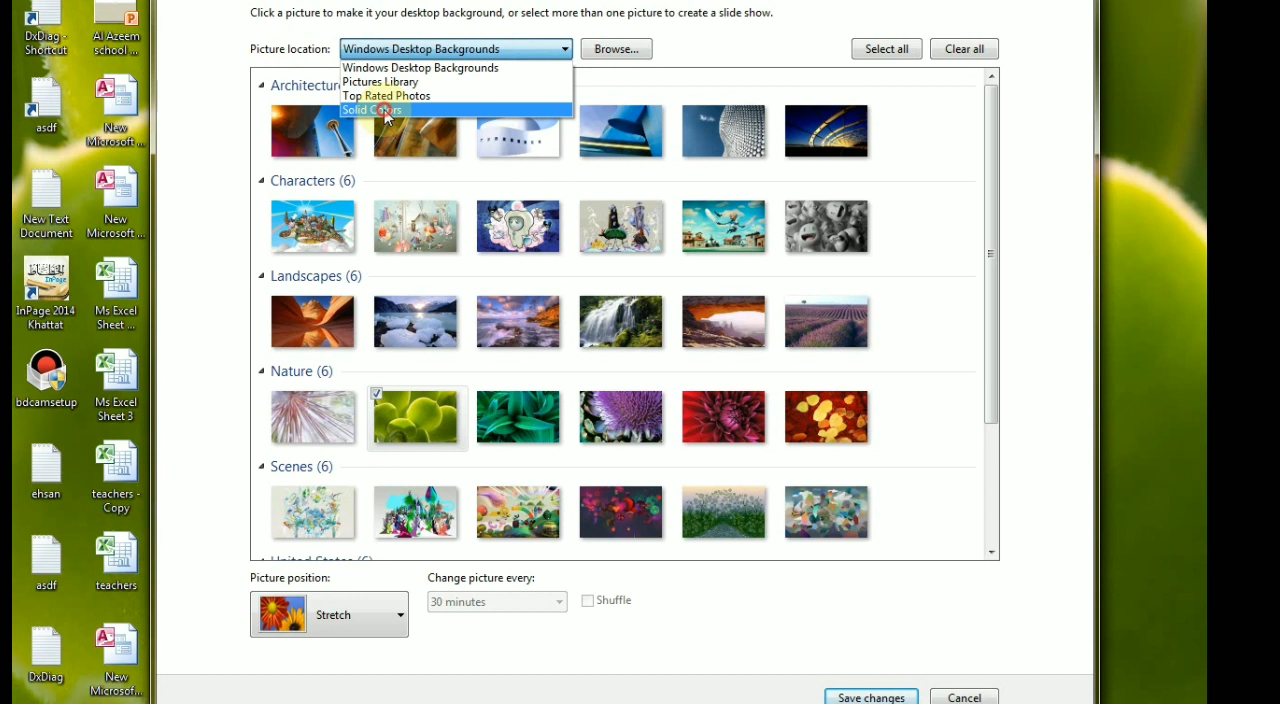 Click a picture to make it your desktop background, or select more than one picture to create a slide show.
Picture location:
Windows Desktop Backgrounds
Browse...
Select all
Clear all
Windows Desktop Backgrounds
Pictures Library
Top Rated Photos
Solid Colors
Architecture
Characters (6)
Landscapes (6)
Nature (6)
Scenes (6)
United States (6)
Picture position:
Stretch
Change picture every:
30 minutes
Shuffle
Save changes
Cancel
DxDiag -
Shortcut
Al Azeem
school ...
asdf
New
Microsoft ...
New Text
Document
New
Microsoft ...
InPage 2014
Khattat
Ms Excel
Sheet ...
bdcamsetup
Ms Excel
Sheet 3
ehsan
teachers -
Copy
asdf
teachers
DxDiag
New
Microsof...